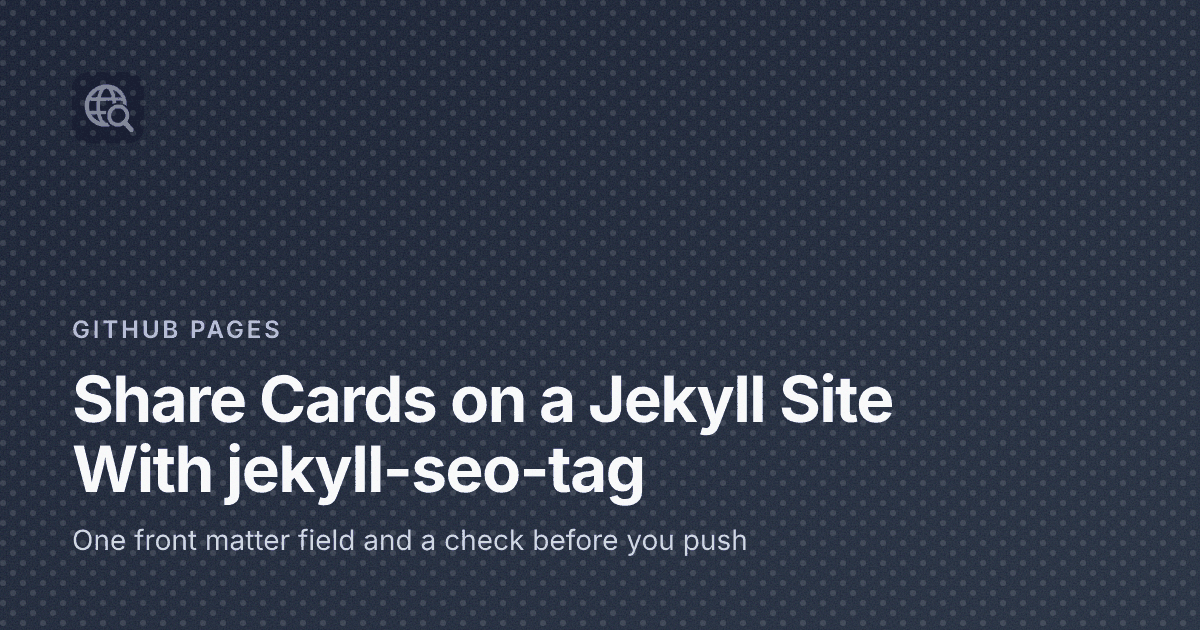 GITHUB PAGES
Share Cards on a Jekyll Site
With jekyll-seo-tag
One front matter field and a check before you push